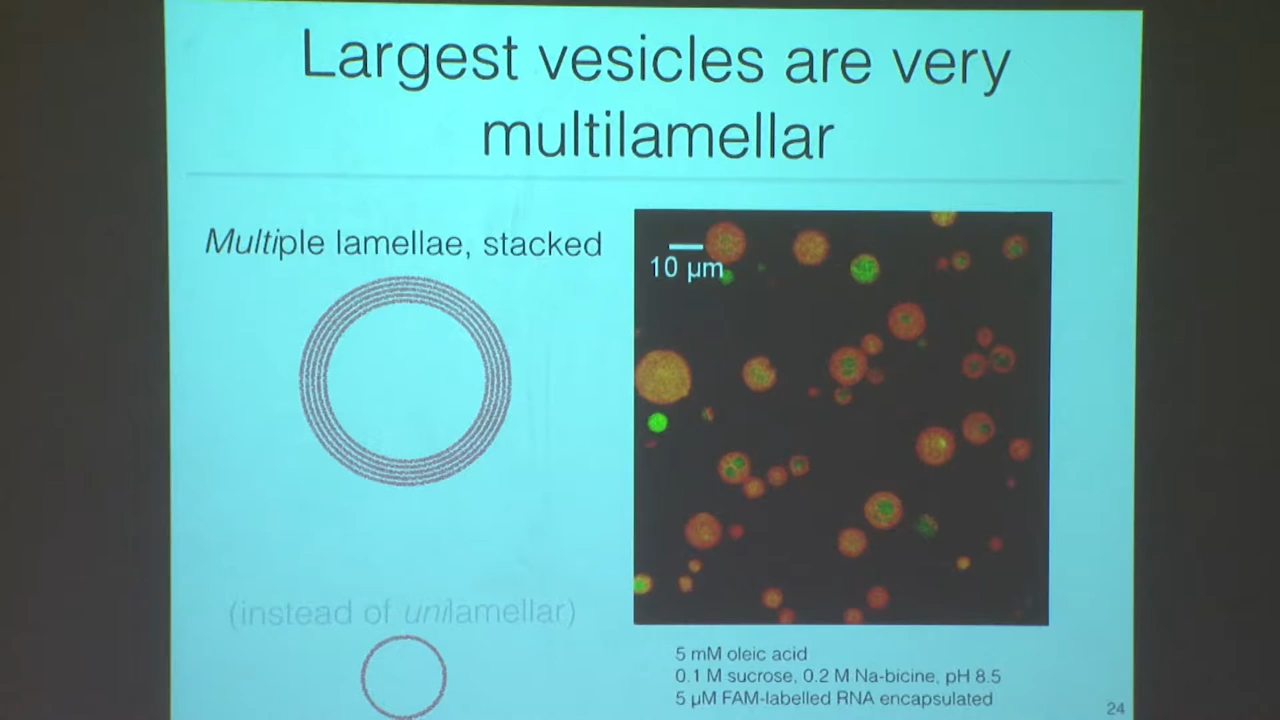 Largest vesicles are very
multilamellar
Multiple lamellae, stacked
10 µm
(instead of unilamellar)
5 mM oleic acid
0.1 M sucrose, 0.2 M Na-bicine, pH 8.5
5 µM FAM-labelled RNA encapsulated
24